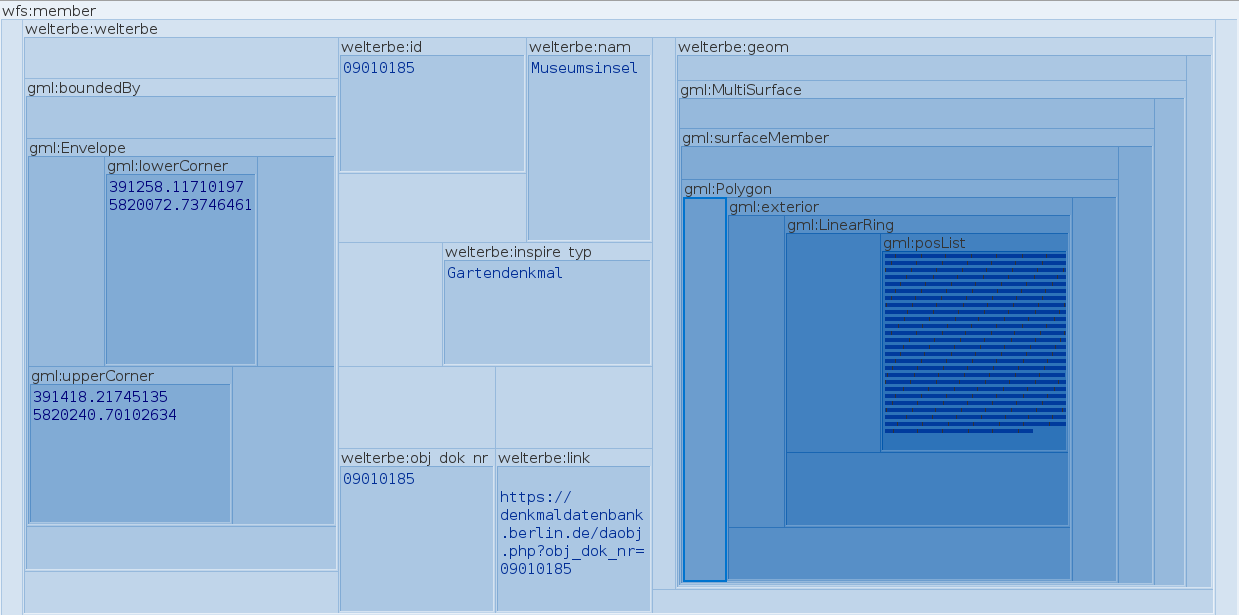 wfs:member
welterbe:welterbe
gml:boundedBy
gml:Envelope
gml:lowerCorner
391258.11710197
5820072.73746461
gml:upperCorner
391418.21745135
5820240.70102634
welterbe:id
09010185
welterbe:nam
Museumsinsel
welterbe:inspire_typ
Gartendenkmal
welterbe:obj_dok_nr
09010185
welterbe:link
https://
denkmaldatenbank
.berlin.de/daobj
.php?obj_dok_nr=
09010185
welterbe:geom
gml:MultiSurface
gml:surfaceMember
gml:Polygon
gml:exterior
gml:LinearRing
gml:posList